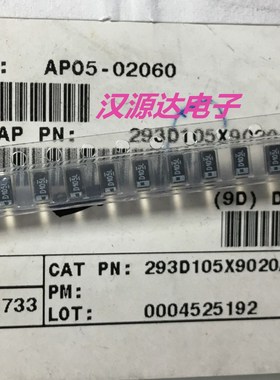 : AP05-02060
汉源达电子
AP PN: 293D105X9020
(9D) D
CAT PN: 293D105X9020
733 PM:
LOT: 0004525192